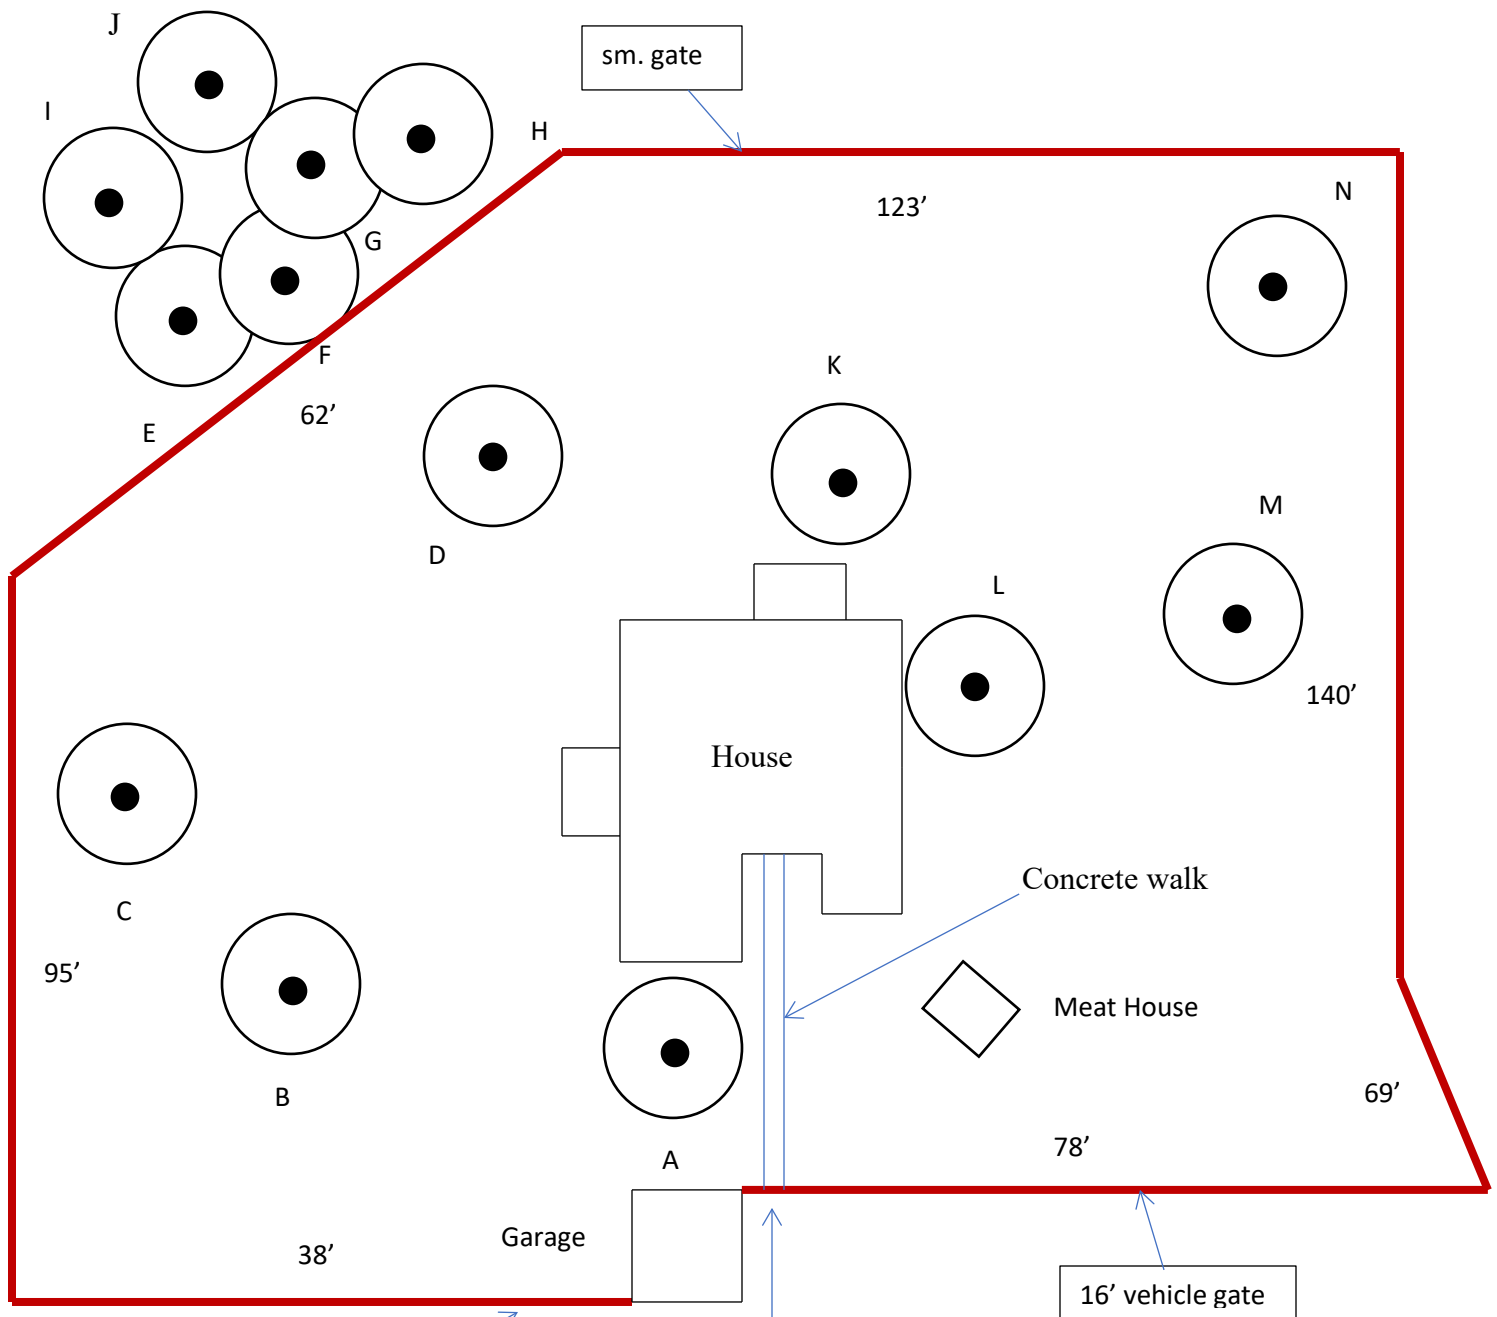 J
sm. gate
I
H
N
123’
G
F
K
62’
E
M
D
L
140’
House
Concrete walk
C
95’
Meat House
B
69’
78’
A
Garage
38’
16’ vehicle gate